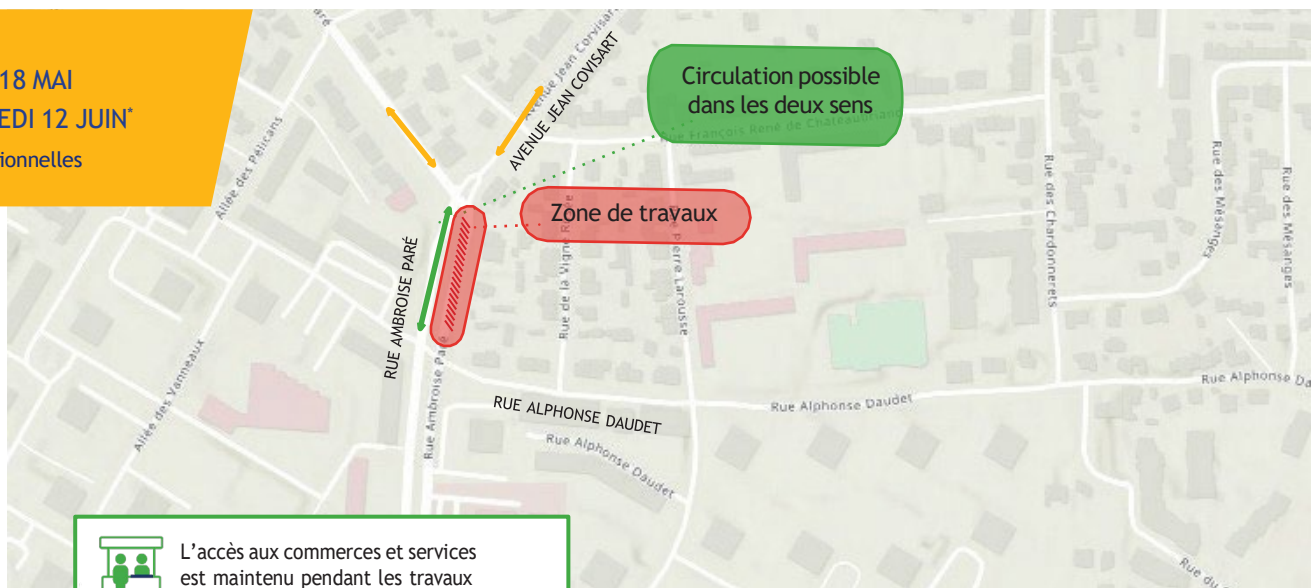 18 MAI
EDI 12 JUIN*
ionnelles
Circulation possible
dans les deux sens
Zone de travaux
AVENUE JEAN COVISART
Avenue Jean Corvisart
RUE AMBROISE PARÉ
Rue Ambroise Paré
RUE ALPHONSE DAUDET
Rue Alphonse Daudet
Rue Alphonse Daudet
Rue Alphonse Da
Allée des Pélicans
Allée des Vanneaux
Rue François René de Chateaubriand
Rue de la Vigne
Rue Pierre Larousse
Rue des Chardonnerets
Rue des Mésanges
Rue des Mésanges
Rue du
L'accès aux commerces et services
est maintenu pendant les travaux